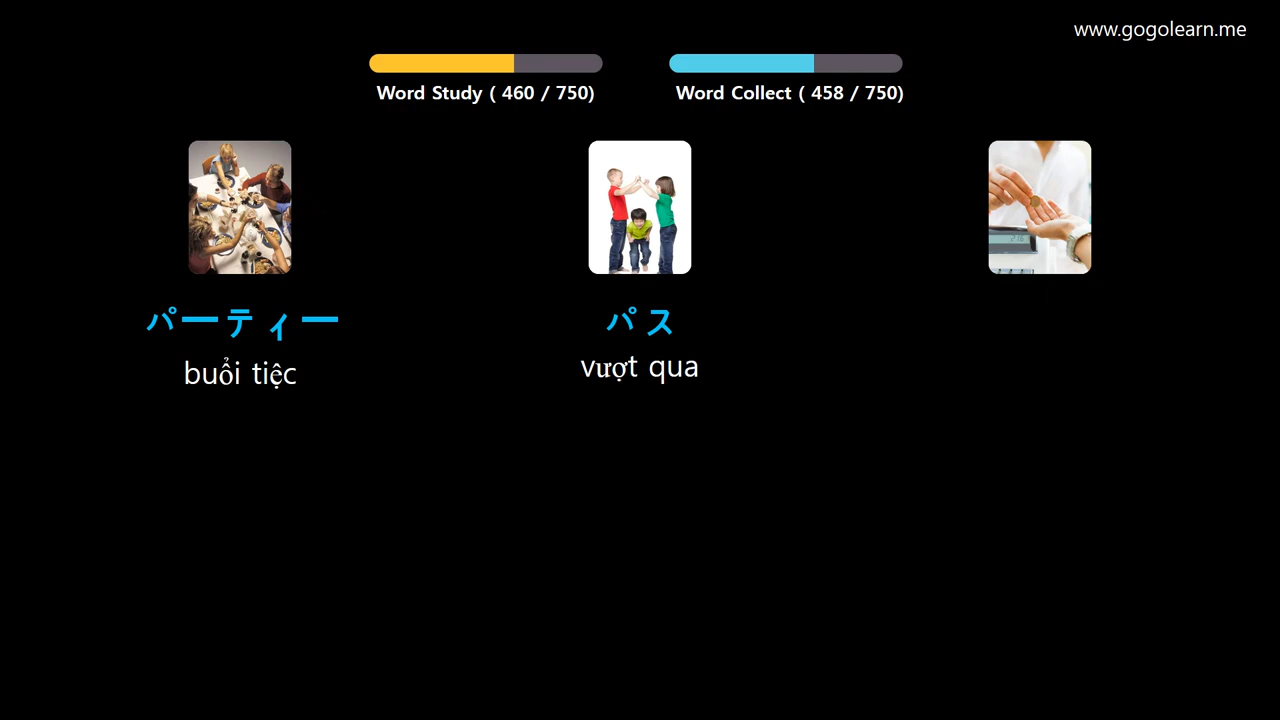 www.gogolearn.me
Word Study ( 460 / 750)
Word Collect ( 458 / 750)
パーティー
パス
buổi tiệc
vượt qua